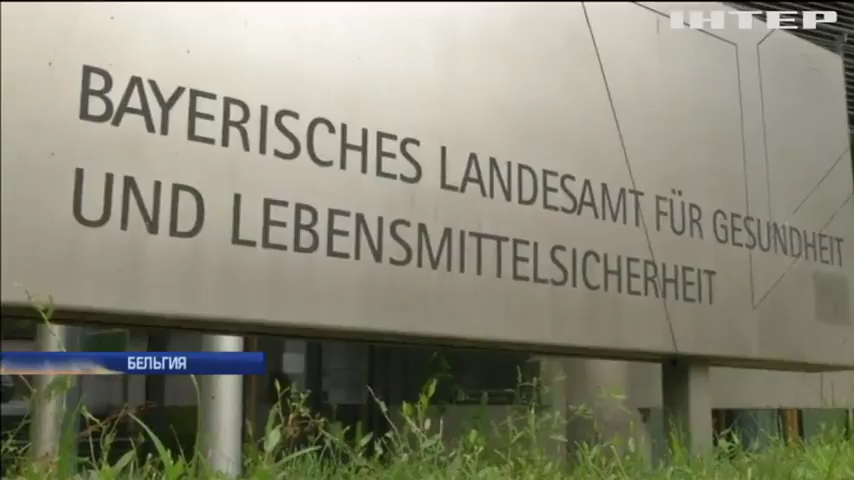 ІНТЕР
BAYERISCHES LANDESAMT FÜR GESUNDHEIT
UND LEBENSMITTELSICHERHEIT
БЕЛЬГИЯ